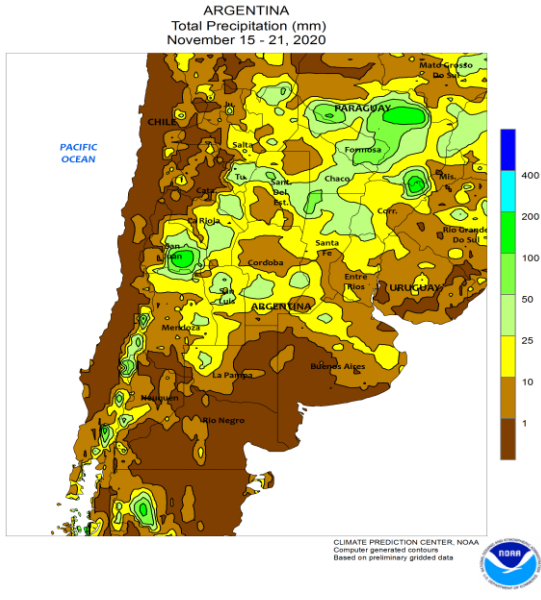 ARGENTINA
Total Precipitation (mm)
November 15 - 21, 2020
Mato Grosso
Do Sul
PARAGUAY
CHILE
PACIFIC
OCEAN
Salta
Formosa
Tu.
Sant.
Del
Est.
Chaco
Mis.
Cata.
Corr.
La Rioja
Rio Grande
Do Sul
San
Juan
Santa
Fe
Cordoba
Entre
Rios
URUGUAY
San
Luis
ARGENTINA
Mendoza
La Pampa
Buenos Aires
Neuquen
Rio Negro
400
200
100
50
25
10
1
CLIMATE PREDICTION CENTER, NOAA
Computer generated contours
Based on preliminary gridded data
NOAA